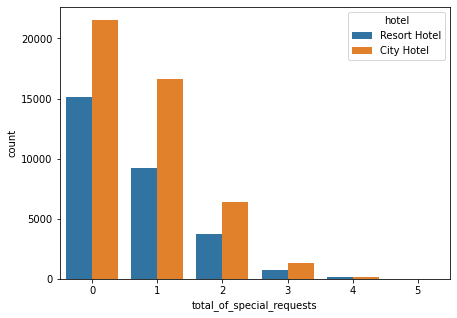 hotel
Resort Hotel
City Hotel
20000
15000
10000
5000
0
count
0 1 2 3 4 5
total_of_special_requests